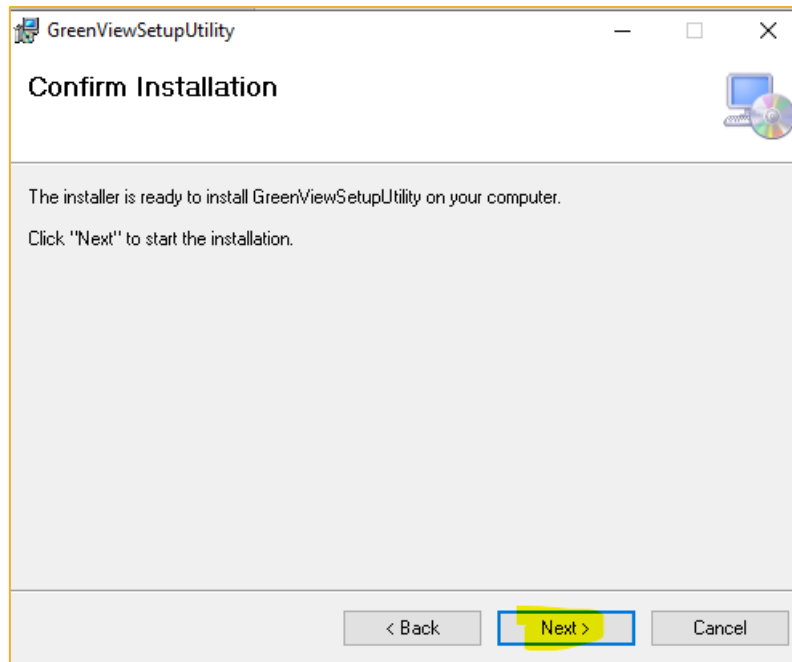 GreenViewSetupUtility
Confirm Installation
The installer is ready to install GreenViewSetupUtility on your computer.
Click "Next" to start the installation.
< Back
Next >
Cancel